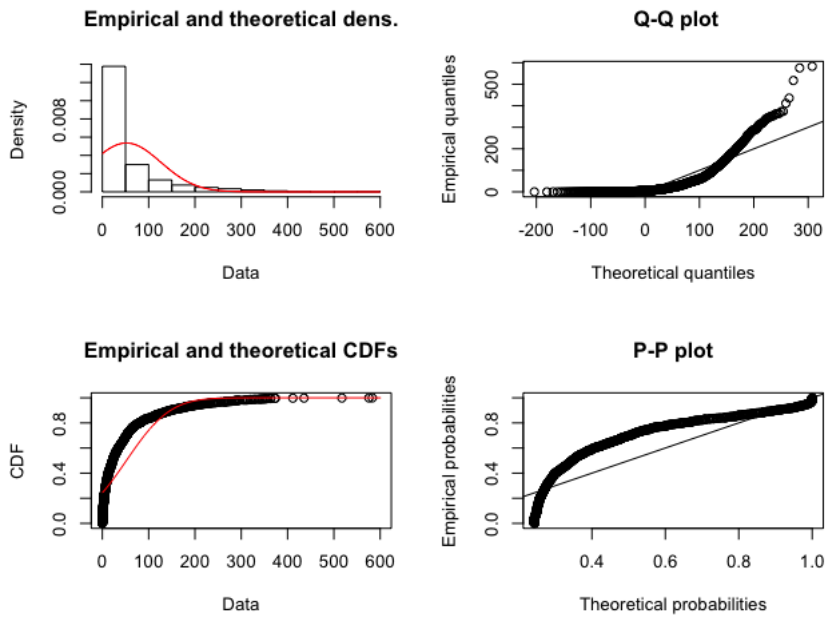 Empirical and theoretical dens.
Density
0.000 0.008
0 100 200 300 400 500 600
Data
Q-Q plot
Empirical quantiles
0 200 500
-200 -100 0 100 200 300
Theoretical quantiles
Empirical and theoretical CDFs
CDF
0.0 0.4 0.8
0 100 200 300 400 500 600
Data
P-P plot
Empirical probabilities
0.0 0.4 0.8
0.4 0.6 0.8 1.0
Theoretical probabilities